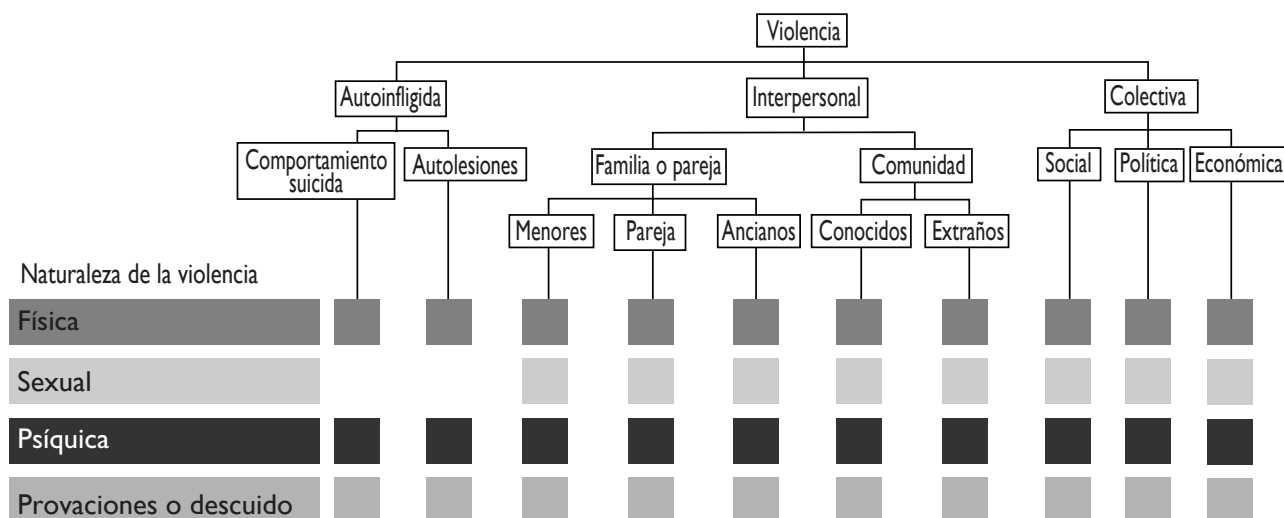 Violencia
Autoinfligida
Interpersonal
Colectiva
Comportamiento
suicida
Autolesiones
Familia o pareja
Comunidad
Social
Política
Económica
Menores
Pareja
Ancianos
Conocidos
Extraños
Naturaleza de la violencia
Física
Sexual
Psíquica
Provaciones o descuido